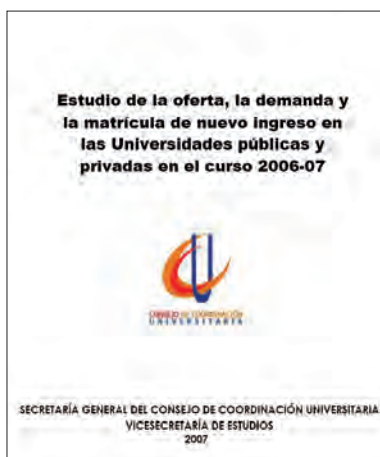 Estudio de la oferta, la demanda y
la matrícula de nuevo ingreso en
las Universidades públicas y
privadas en el curso 2006-07
CONSEJO DE COORDINACIÓN
UNIVERSITARIA
SECRETARÍA GENERAL DEL CONSEJO DE COORDINACIÓN UNIVERSITARIA
VICESECRETARÍA DE ESTUDIOS
2007